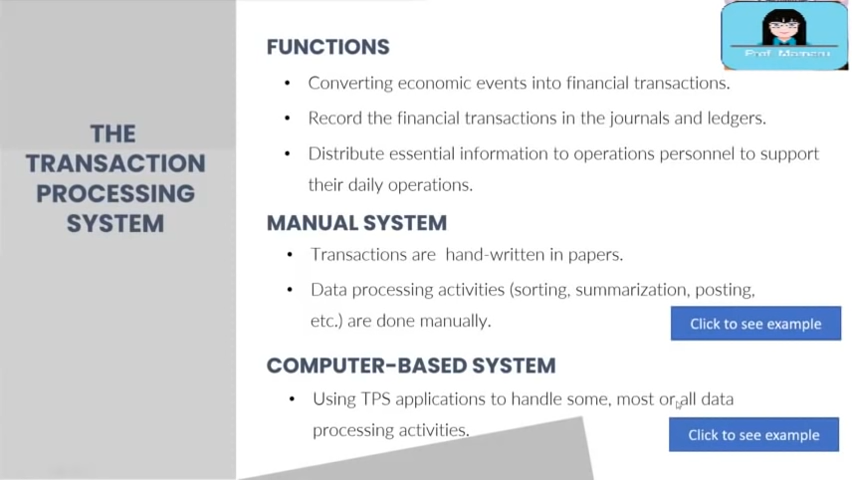 THE
TRANSACTION
PROCESSING
SYSTEM
FUNCTIONS
• Converting economic events into financial transactions.
• Record the financial transactions in the journals and ledgers.
• Distribute essential information to operations personnel to support
their daily operations.
MANUAL SYSTEM
• Transactions are hand-written in papers.
• Data processing activities (sorting, summarization, posting,
etc.) are done manually.
Click to see example
COMPUTER-BASED SYSTEM
• Using TPS applications to handle some, most or all data
processing activities.
Click to see example
Prof.